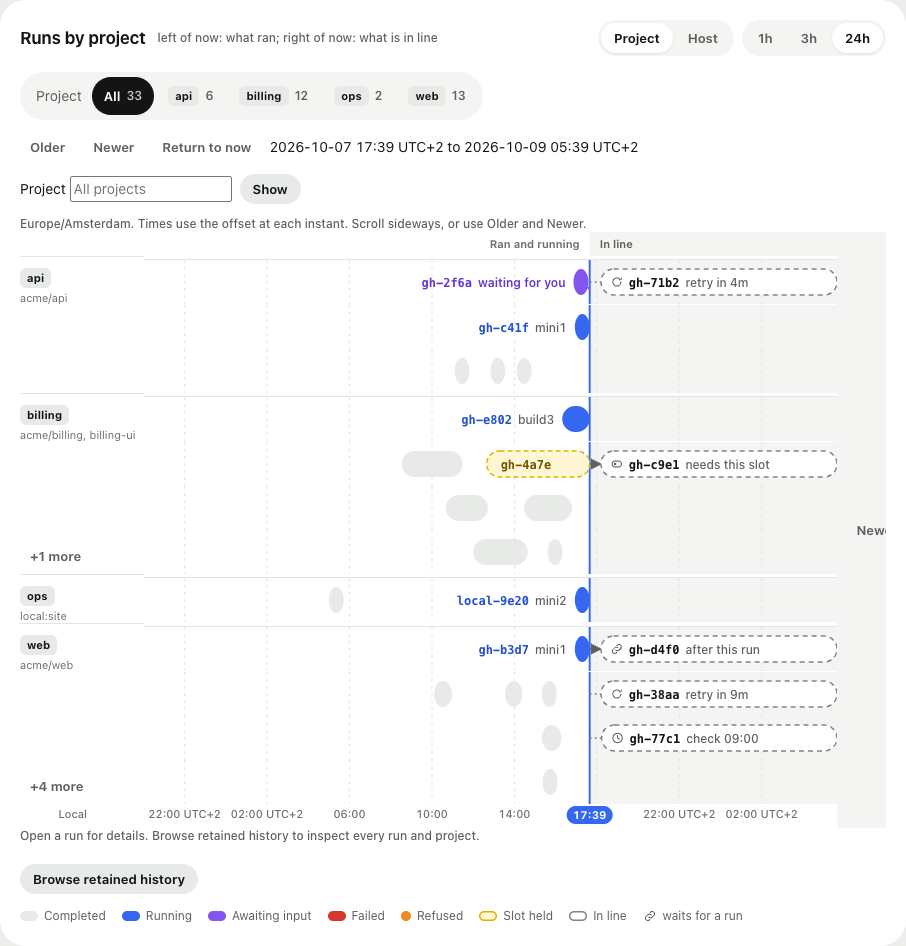 Runs by project left of now: what ran; right of now: what is in line Project Host 1h 3h 24h
Project All 33 api 6 billing 12 ops 2 web 13
Older Newer Return to now 2026-10-07 17:39 UTC+2 to 2026-10-09 05:39 UTC+2
Project All projects Show
Europe/Amsterdam. Times use the offset at each instant. Scroll sideways, or use Older and Newer.
Ran and running In line
api gh-2f6a waiting for you gh-71b2 retry in 4m
acme/api
gh-c41f mini1
billing gh-e802 build3
acme/billing, billing-ui
gh-4a7e gh-c9e1 needs this slot
Newe
+1 more
ops local-9e20 mini2
local:site
web gh-b3d7 mini1 gh-d4f0 after this run
acme/web
gh-38aa retry in 9m
gh-77c1 check 09:00
+4 more
Local 22:00 UTC+2 02:00 UTC+2 06:00 10:00 14:00 17:39 22:00 UTC+2 02:00 UTC+2
Open a run for details. Browse retained history to inspect every run and project.
Browse retained history
Completed Running Awaiting input Failed Refused Slot held In line waits for a run